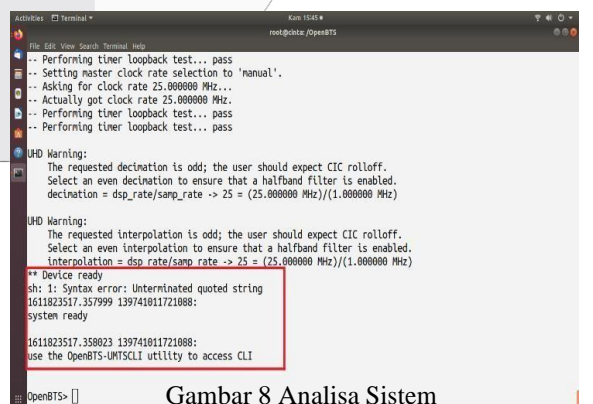 Activities Terminal Kam 15:45
root@cinta: /OpenBTS
File Edit View Search Terminal Help
-- Performing timer loopback test... pass
-- Setting master clock rate selection to 'manual'.
-- Asking for clock rate 25.000000 MHz...
-- Actually got clock rate 25.000000 MHz.
-- Performing timer loopback test... pass
-- Performing timer loopback test... pass
UHD Warning:
The requested decimation is odd; the user should expect CIC rolloff.
Select an even decimation to ensure that a halfband filter is enabled.
decimation = dsp_rate/samp_rate -> 25 = (25.000000 MHz)/(1.000000 MHz)
UHD Warning:
The requested interpolation is odd; the user should expect CIC rolloff.
Select an even interpolation to ensure that a halfband filter is enabled.
interpolation = dsp_rate/samp_rate -> 25 = (25.000000 MHz)/(1.000000 MHz)
** Device ready
sh: 1: Syntax error: Unterminated quoted string
1611823517.357999 139741011721088:
system ready
1611823517.358023 139741011721088:
use the OpenBTS-UMTSCLI utility to access CLI
OpenBTS>
Gambar 8 Analisa Sistem